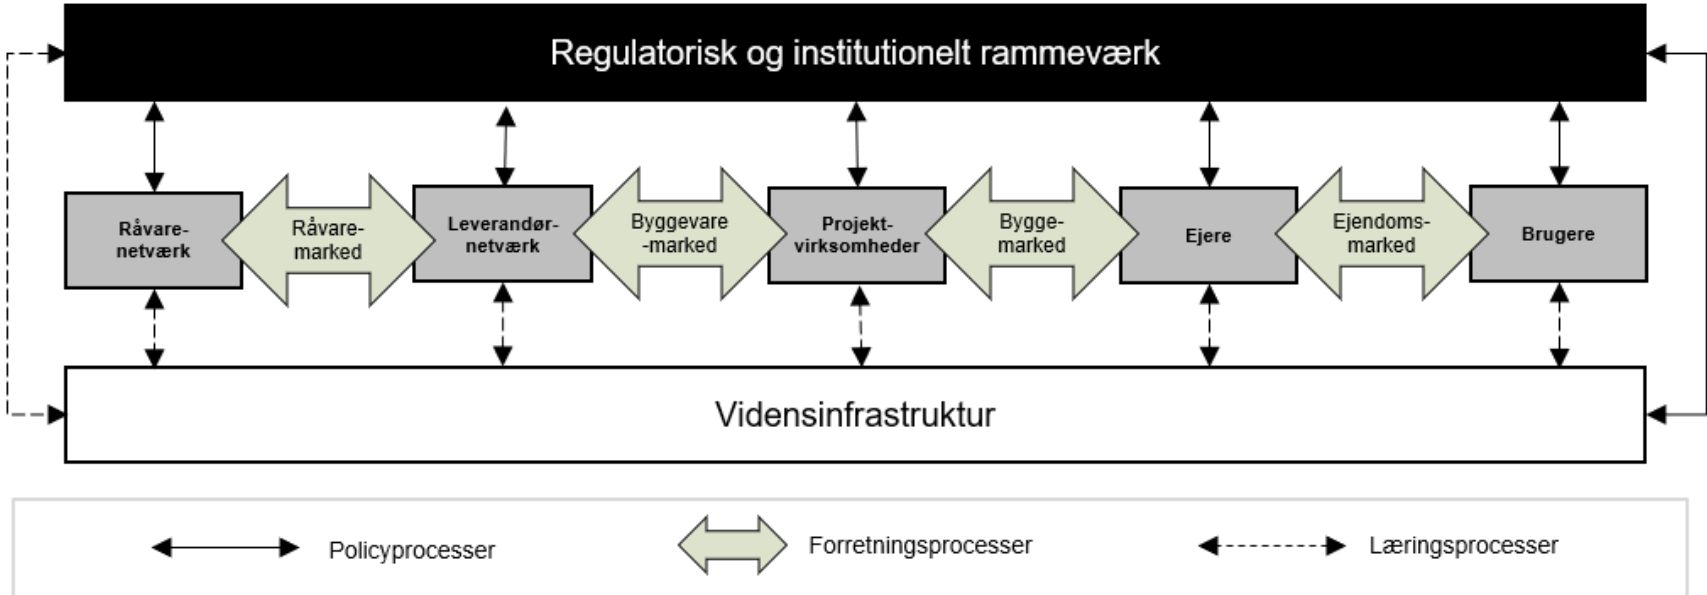 Regulatorisk og institutionelt rammeværk
Råvare-
netværk
Råvare-
marked
Leverandør-
netværk
Byggevare
-marked
Projekt-
virksomheder
Bygge-
marked
Ejere
Ejendoms-
marked
Brugere
Vidensinfrastruktur
Policyprocesser
Forretningsprocesser
Læringsprocesser